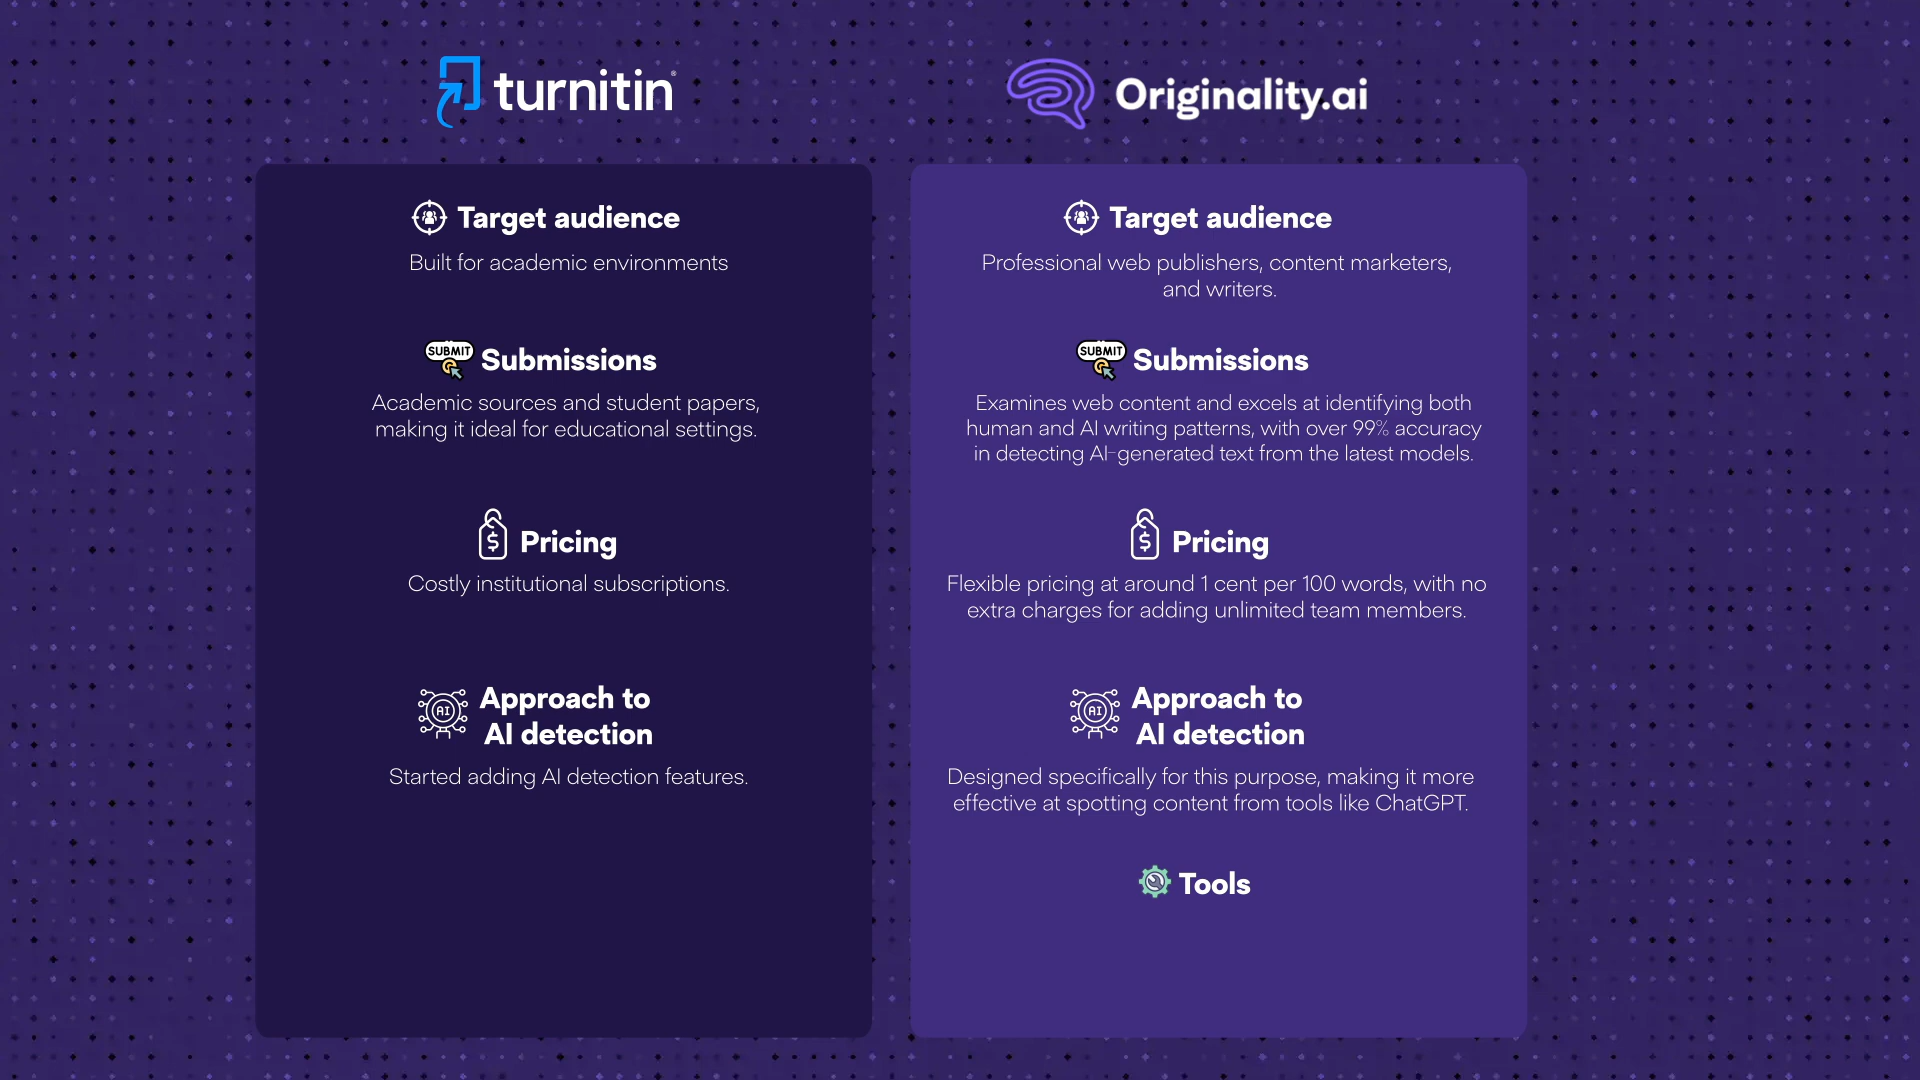 turnitin
Target audience
Built for academic environments
SUBMIT
Submissions
Academic sources and student papers,
making it ideal for educational settings.
Pricing
Costly institutional subscriptions.
AI
Approach to
AI detection
Started adding AI detection features.
Originality.ai
Target audience
Professional web publishers, content marketers,
and writers.
SUBMIT
Submissions
Examines web content and excels at identifying both
human and AI writing patterns, with over 99% accuracy
in detecting AI-generated text from the latest models.
Pricing
Flexible pricing at around 1 cent per 100 words, with no
extra charges for adding unlimited team members.
AI
Approach to
AI detection
Designed specifically for this purpose, making it more
effective at spotting content from tools like ChatGPT.
Tools